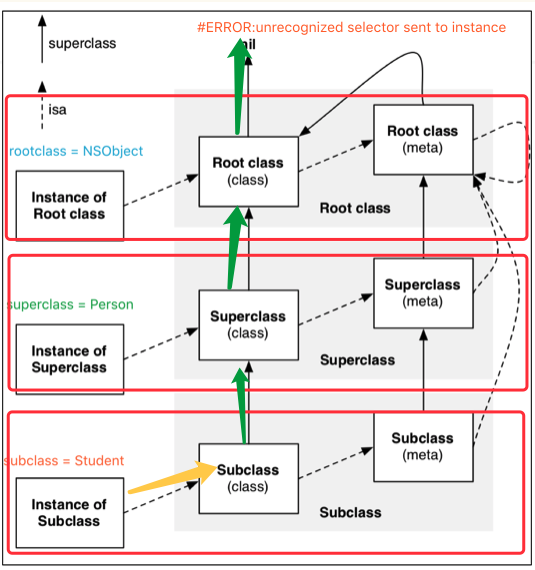 #ERROR:unrecognized selector sent to instance
superclass
nil
isa
rootclass = NSObject
Instance of
Root class
Root class
(class)
Root class
(meta)
Root class
superclass = Person
Instance of
Superclass
Superclass
(class)
Superclass
(meta)
Superclass
subclass = Student
Instance of
Subclass
Subclass
(class)
Subclass
(meta)
Subclass